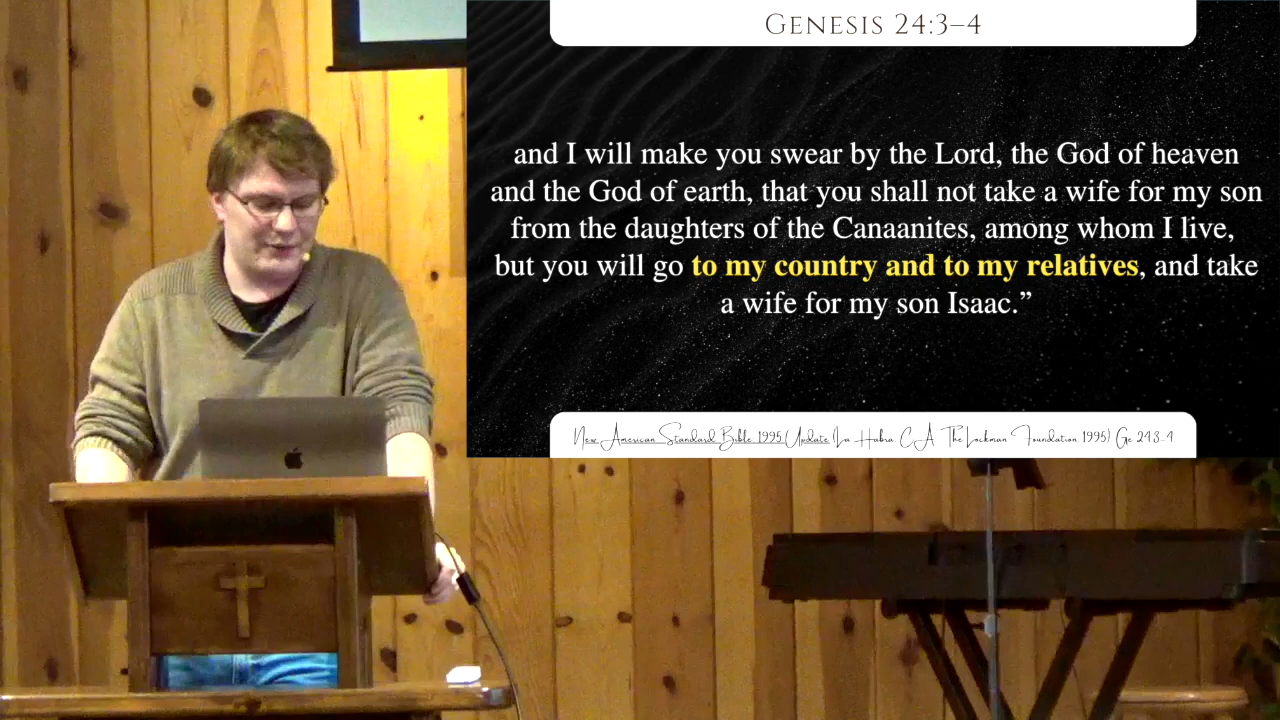 Genesis 24:3–4
and I will make you swear by the Lord, the God of heaven
and the God of earth, that you shall not take a wife for my son
from the daughters of the Canaanites, among whom I live,
but you will go to my country and to my relatives, and take
a wife for my son Isaac.”
New American Standard Bible. 1995 Update (La Habra, CA: The Lockman Foundation, 1995), Ge 24:3–4.